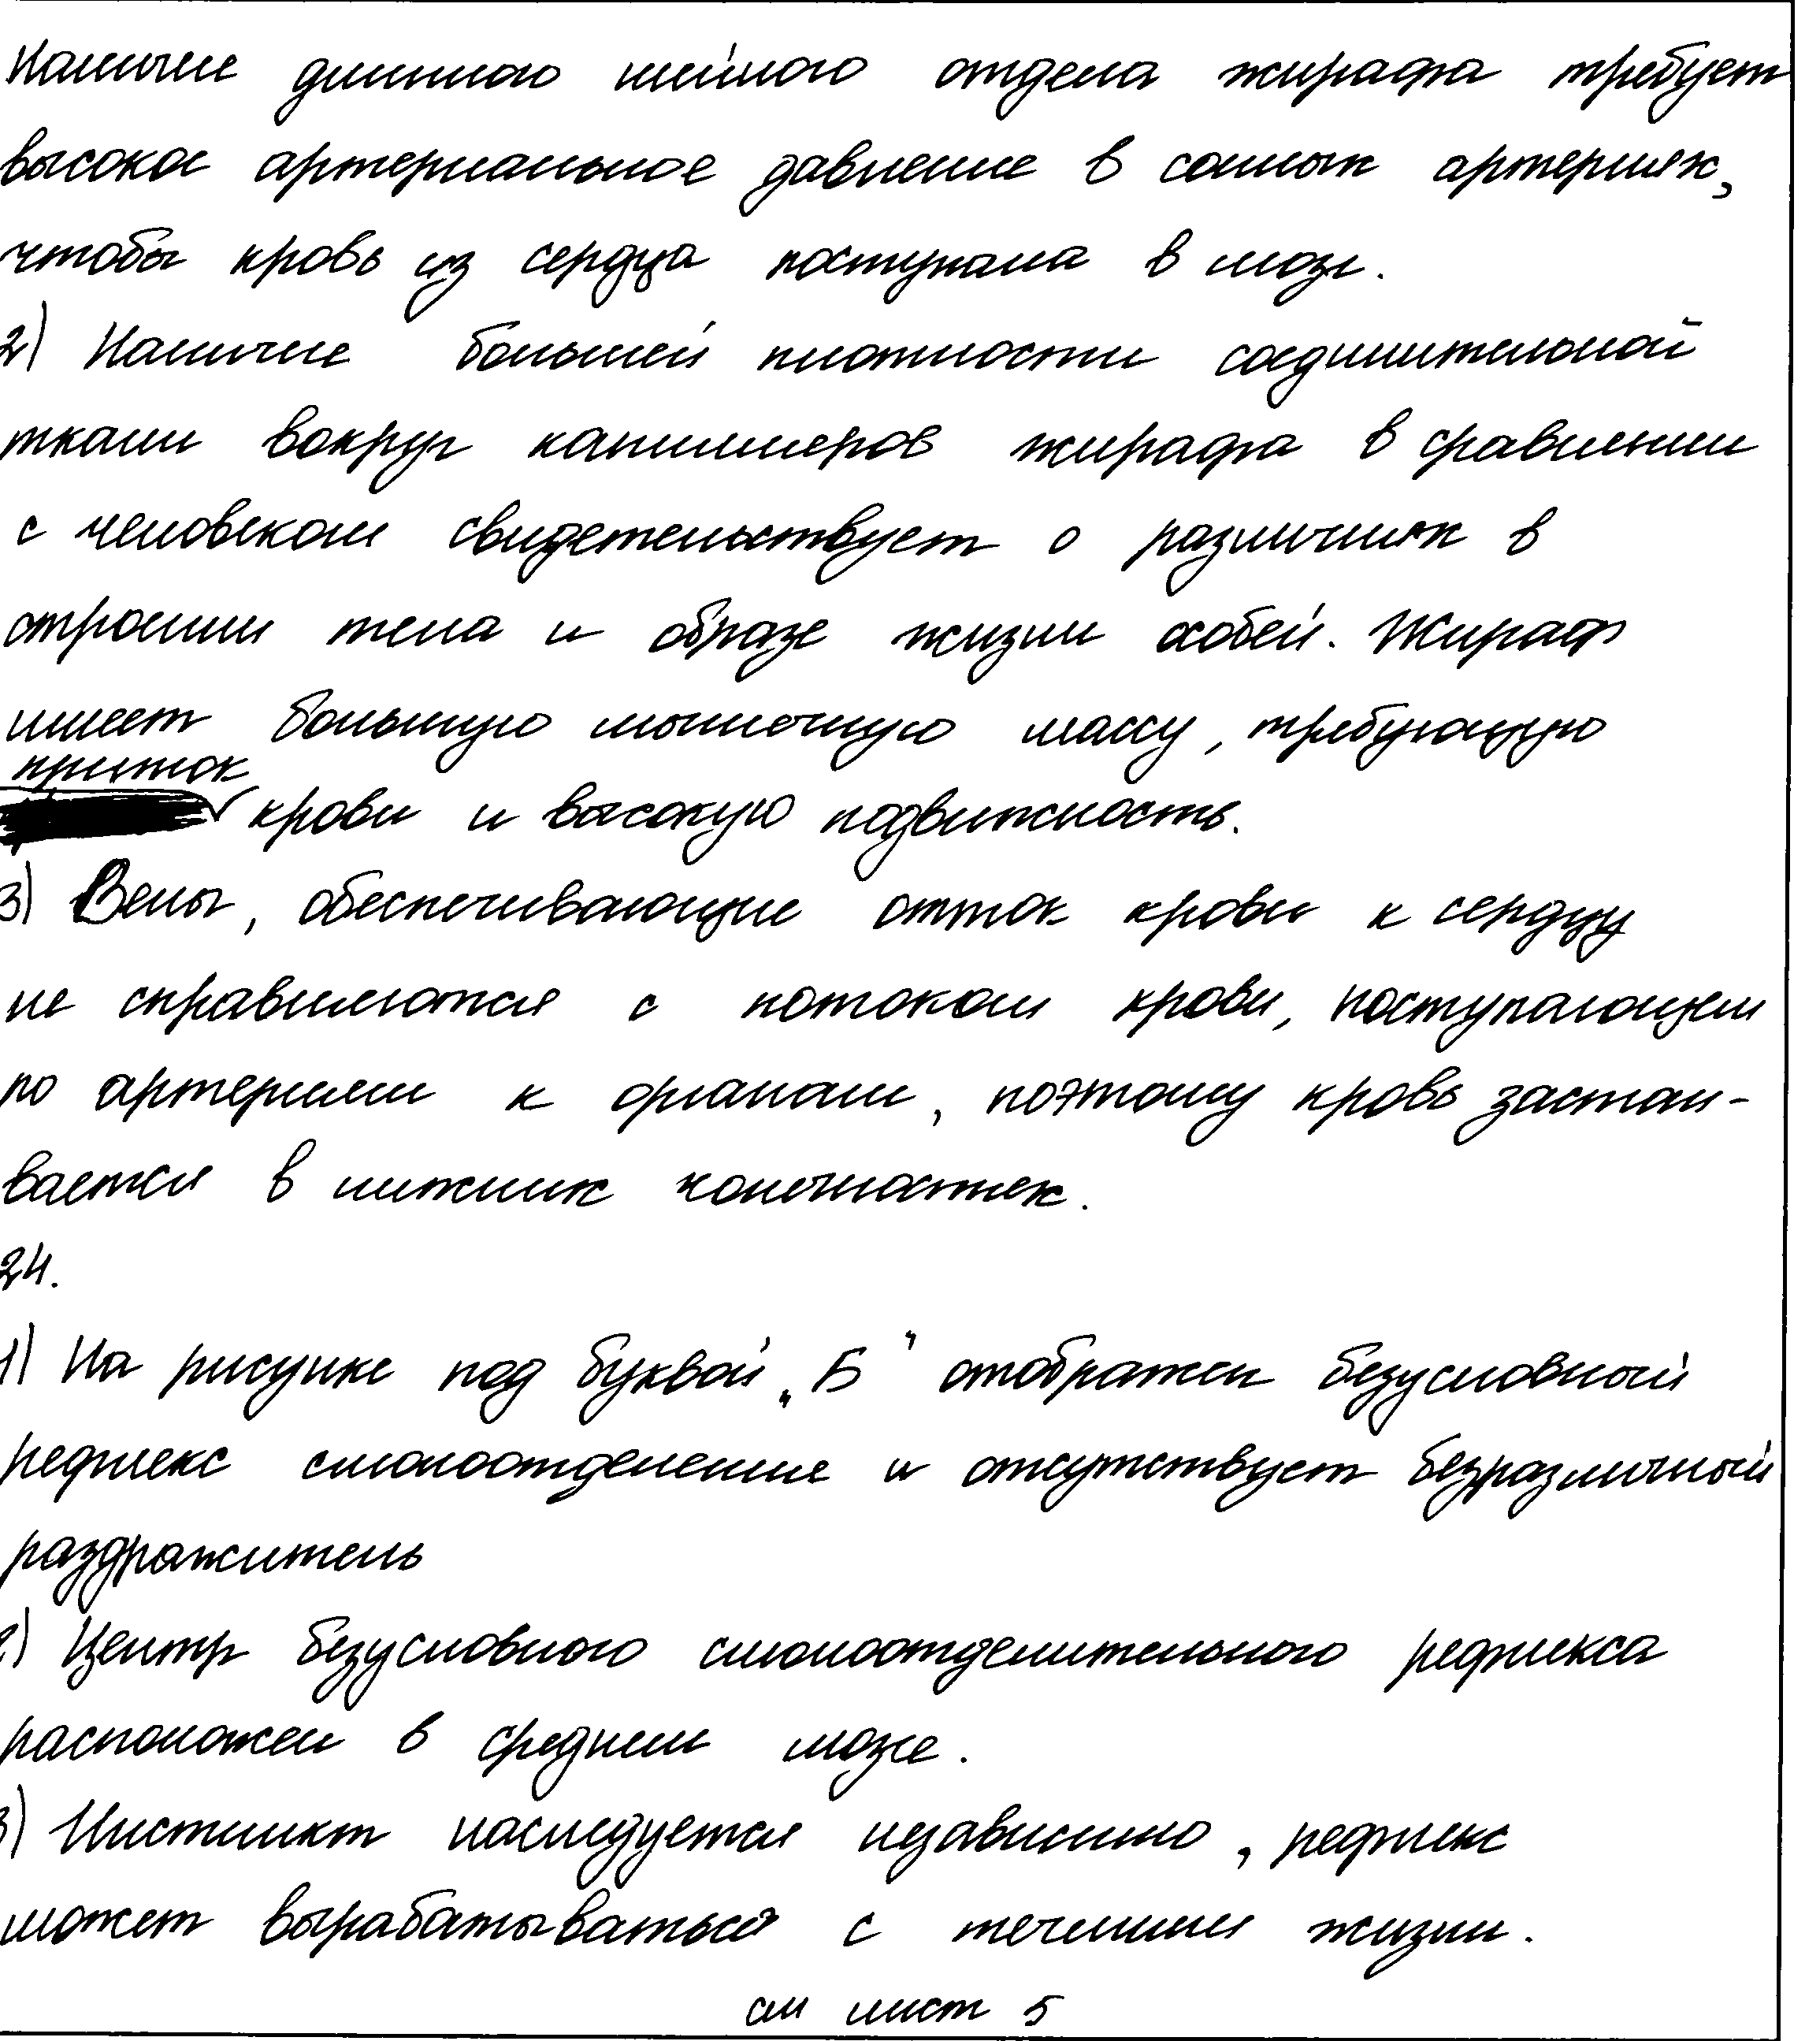 Наличие длинного шейного отдела жирафа требует
высокое артериальное давление в сонных артериях,
чтобы кровь из сердца поступала в мозг.
2) Наличие большей плотности соединительной
ткани вокруг капилляров жирафа в сравнении
с человеком свидетельствует о различиях в
строении тела и образе жизни особей. Жираф
имеет большую мышечную массу, требующую
приток
крови и высокую подвижность.
3) Вены, обеспечивающие отток крови к сердцу
не справляются с потоком крови, поступающем
по артериям к органам, поэтому кровь застаи-
вается в нижних конечностях.
24.
1) На рисунке под буквой „Б" отображен безусловный
рефлекс слюноотделение и отсутствует безразличный
раздражитель
2) Центр безусловного слюноотделительного рефлекса
расположен в среднем мозге.
3) Инстинкт наследуется независимо, рефлекс
может вырабатываться с течением жизни.
см лист 5